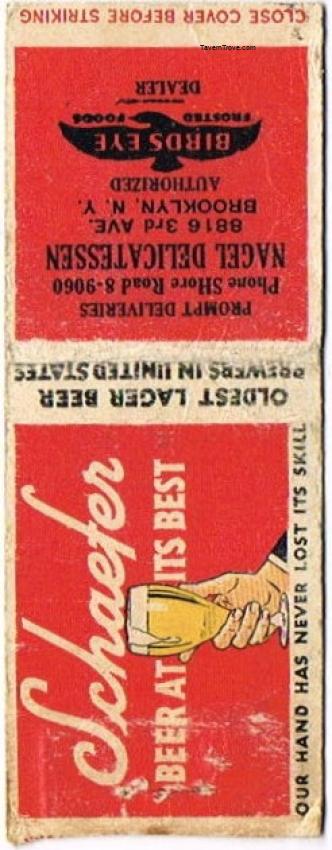 CLOSE COVER BEFORE STRIKING
TavernTrove.com
PROMPT DELIVERIES
Phone SHore Road 8-9060
NAGEL DELICATESSEN
8816 3rd AVE.
BROOKLYN, N. Y.
AUTHORIZED
BIRDS EYE
FROSTED FOODS
DEALER
OLDEST LAGER BEER
BREWERS IN UNITED STATES
Schaefer
BEER AT ITS BEST
OUR HAND HAS NEVER LOST ITS SKILL